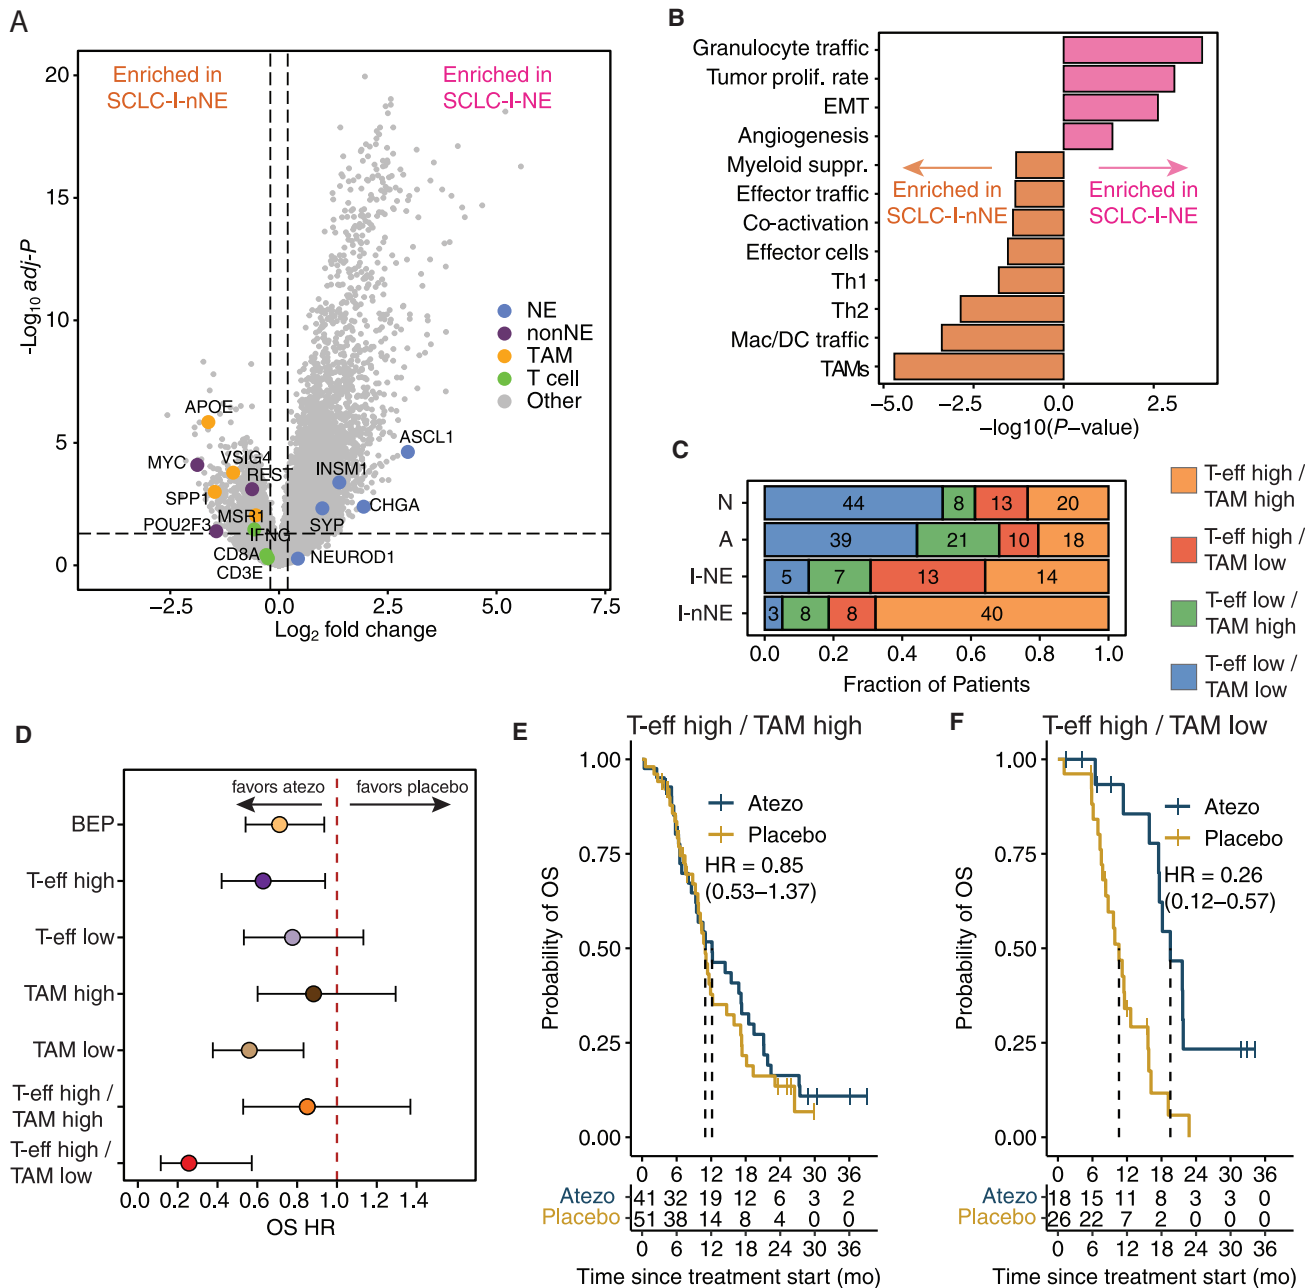 A
Enriched in
SCLC-I-nNE
Enriched in
SCLC-I-NE
20
15
10
5
0
-Log10 adj-P
NE
nonNE
TAM
T cell
Other
APOE
MYC
VSIG4
REST
SPP1
MSR1
POU2F3
IFNG
CD8A
CD3E
ASCL1
INSM1
CHGA
SYP
NEUROD1
−2.5 0.0 2.5 5.0 7.5
Log2 fold change
B
Granulocyte traffic
Tumor prolif. rate
EMT
Angiogenesis
Myeloid suppr.
Effector traffic
Co-activation
Effector cells
Th1
Th2
Mac/DC traffic
TAMs
Enriched in
SCLC-I-nNE
Enriched in
SCLC-I-NE
−5.0 −2.5 0.0 2.5
−log10(P−value)
C
N 44 8 13 20
A 39 21 10 18
I-NE 5 7 13 14
I-nNE 3 8 8 40
0.0 0.2 0.4 0.6 0.8 1.0
Fraction of Patients
T-eff high /
TAM high
T-eff high /
TAM low
T-eff low /
TAM high
T-eff low /
TAM low
D
favors atezo favors placebo
BEP
T-eff high
T-eff low
TAM high
TAM low
T-eff high /
TAM high
T-eff high /
TAM low
0.0 0.2 0.4 0.6 0.8 1.0 1.4
OS HR
E
T-eff high / TAM high
Probability of OS
1.00
0.75
0.50
0.25
0.00
Atezo
Placebo
HR = 0.85
(0.53−1.37)
0 6 12 18 24 30 36
Atezo 41 32 19 12 6 3 2
Placebo 51 38 14 8 4 0 0
0 6 12 18 24 30 36
Time since treatment start (mo)
F
T-eff high / TAM low
Probability of OS
1.00
0.75
0.50
0.25
0.00
Atezo
Placebo
HR = 0.26
(0.12−0.57)
0 6 12 18 24 30 36
Atezo 18 15 11 8 3 3 0
Placebo 26 22 7 2 0 0 0
0 6 12 18 24 30 36
Time since treatment start (mo)